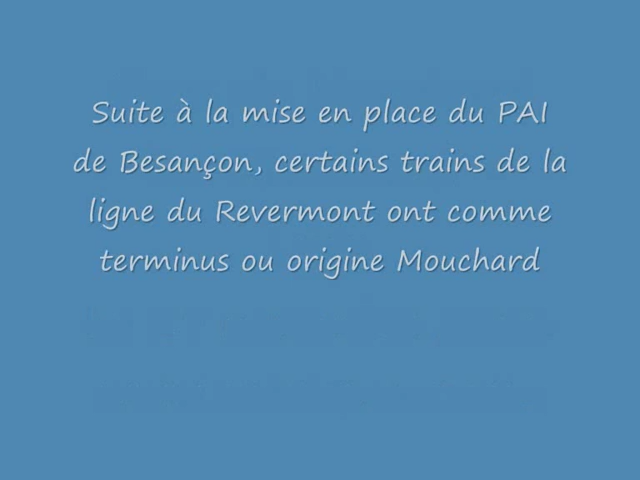 Suite à la mise en place du PAI
de Besançon, certains trains de la
ligne du Revermont ont comme
terminus ou origine Mouchard